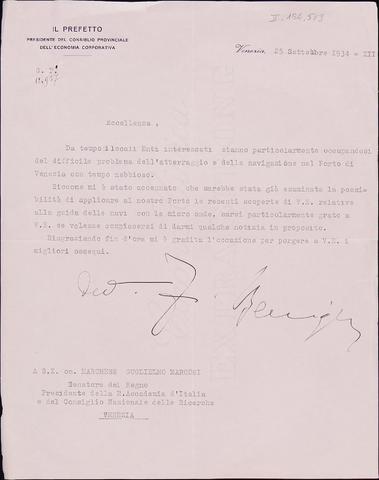 II. 186,573
IL PREFETTO
PRESIDENTE DEL CONSIGLIO PROVINCIALE
DELL'ECONOMIA CORPORATIVA
Venezia, 25 Settembre 1934 - XII
Eccellenza,
Da tempo i locali Enti interessati stanno particolarmente occupandosi
del difficile problema dell'atterraggio e della navigazione nel Porto di
Venezia con tempo nebbioso.
Siccome mi è stato accennato che sarebbe stata già esaminata la possi-
bilità di applicare al nostro Porto le recenti scoperte di V.E. relative
alla guida delle navi con la micro onde, sarei particolarmente grato a
V.E. se volesse compiacersi di darmi qualche notizia in proposito.
Ringraziando fin d'ora mi è gradita l'occasione per porgere a V.E. i
migliori ossequi.
A S.E. on. MARCHESE GUGLIELMO MARCONI
Senatore del Regno
Presidente della R.Accademia d'Italia
e del Consiglio Nazionale delle Ricerche
VENEZIA